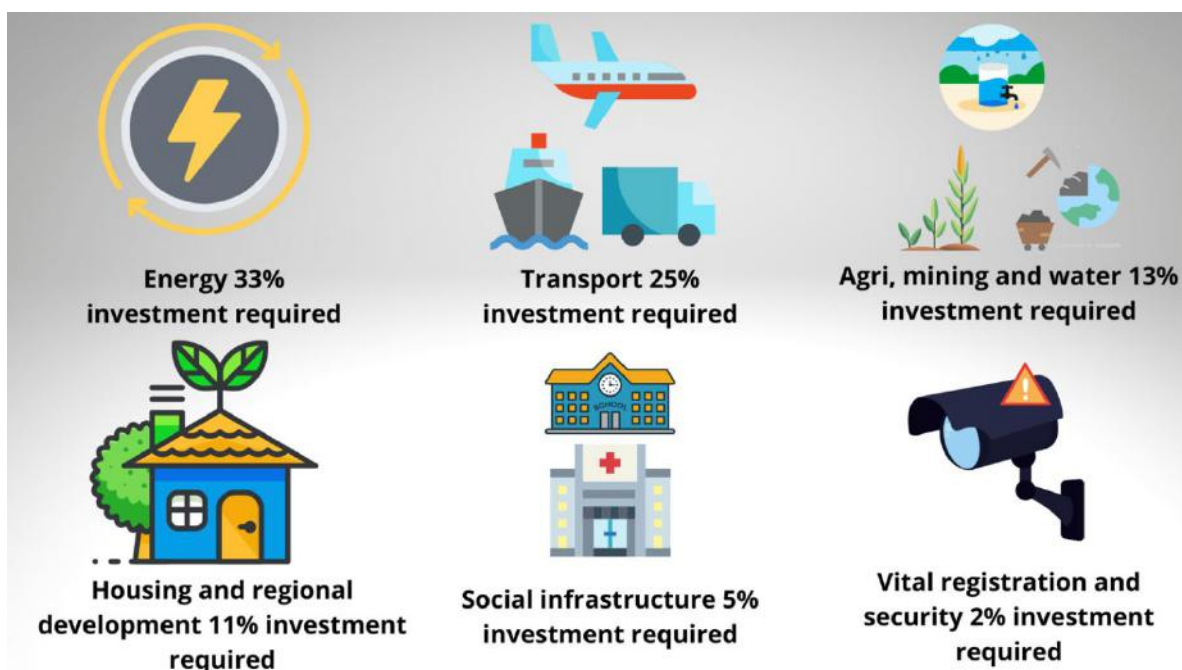 Energy 33%
investment required
Transport 25%
investment required
Agri, mining and water 13%
investment required
SCHOOL
Housing and regional
development 11% investment
required
Social infrastructure 5%
investment required
Vital registration and
security 2% investment
required